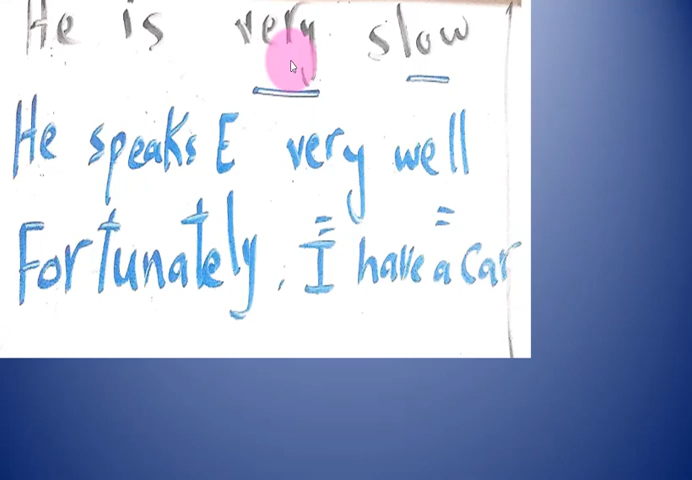 He is very slow
He speaks E very well
Fortunately, I have a car